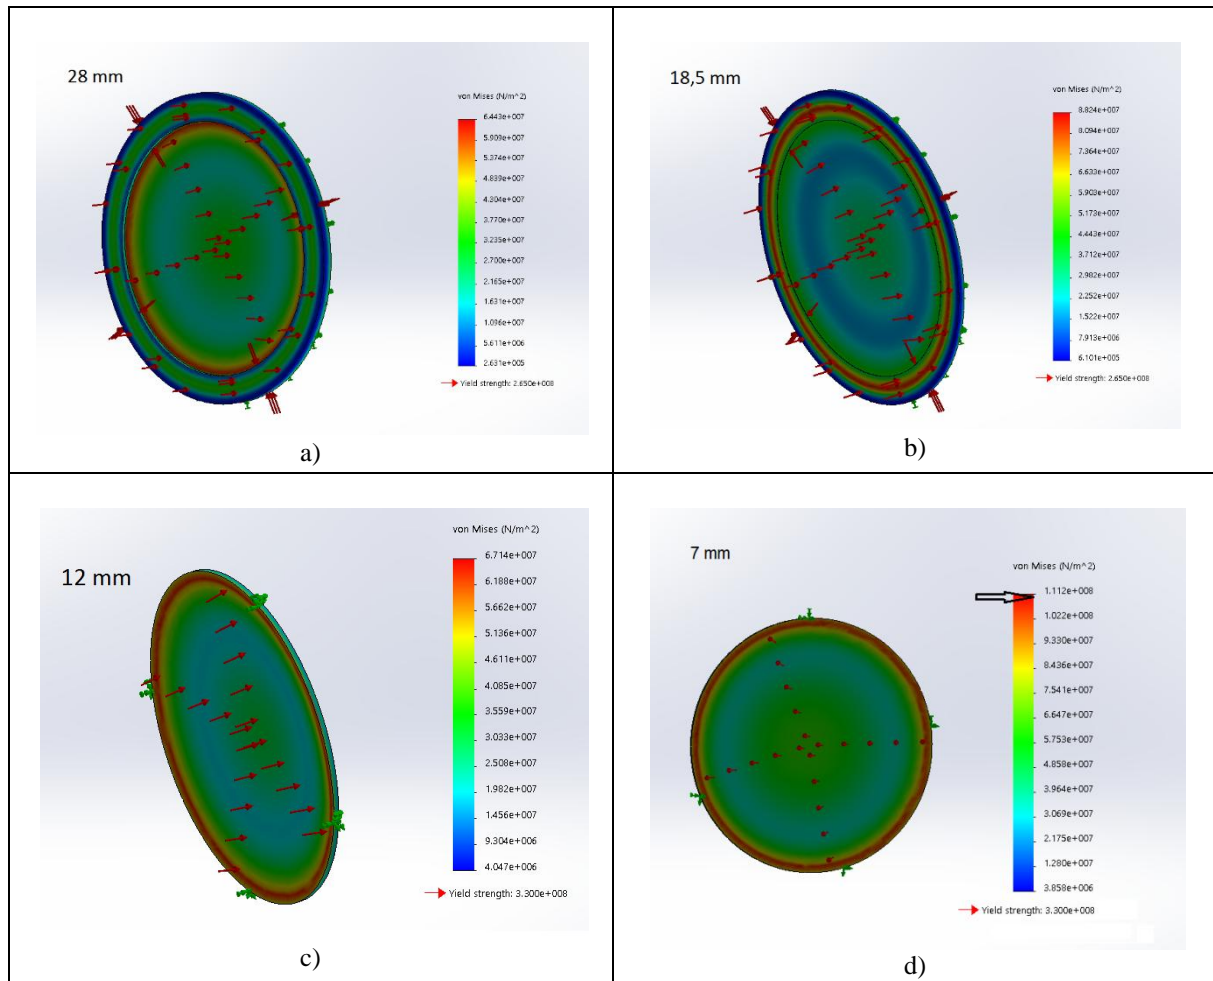 28 mm
von Mises (N/m^2)
6.443e+007
5.909e+007
5.374e+007
4.839e+007
4.304e+007
3.770e+007
3.235e+007
2.700e+007
2.165e+007
1.631e+007
1.096e+007
5.611e+006
2.631e+005
Yield strength: 2.650e+008
a)
18,5 mm
von Mises (N/m^2)
8.824e+007
8.094e+007
7.364e+007
6.633e+007
5.903e+007
5.173e+007
4.443e+007
3.712e+007
2.982e+007
2.252e+007
1.522e+007
7.913e+006
6.101e+005
Yield strength: 2.650e+008
b)
12 mm
von Mises (N/m^2)
6.714e+007
6.188e+007
5.662e+007
5.136e+007
4.611e+007
4.085e+007
3.559e+007
3.033e+007
2.508e+007
1.982e+007
1.456e+007
9.304e+006
4.047e+006
Yield strength: 3.300e+008
c)
7 mm
von Mises (N/m^2)
1.112e+008
1.022e+008
9.330e+007
8.436e+007
7.541e+007
6.647e+007
5.753e+007
4.858e+007
3.964e+007
3.069e+007
2.175e+007
1.280e+007
3.858e+006
Yield strength: 3.300e+008
d)